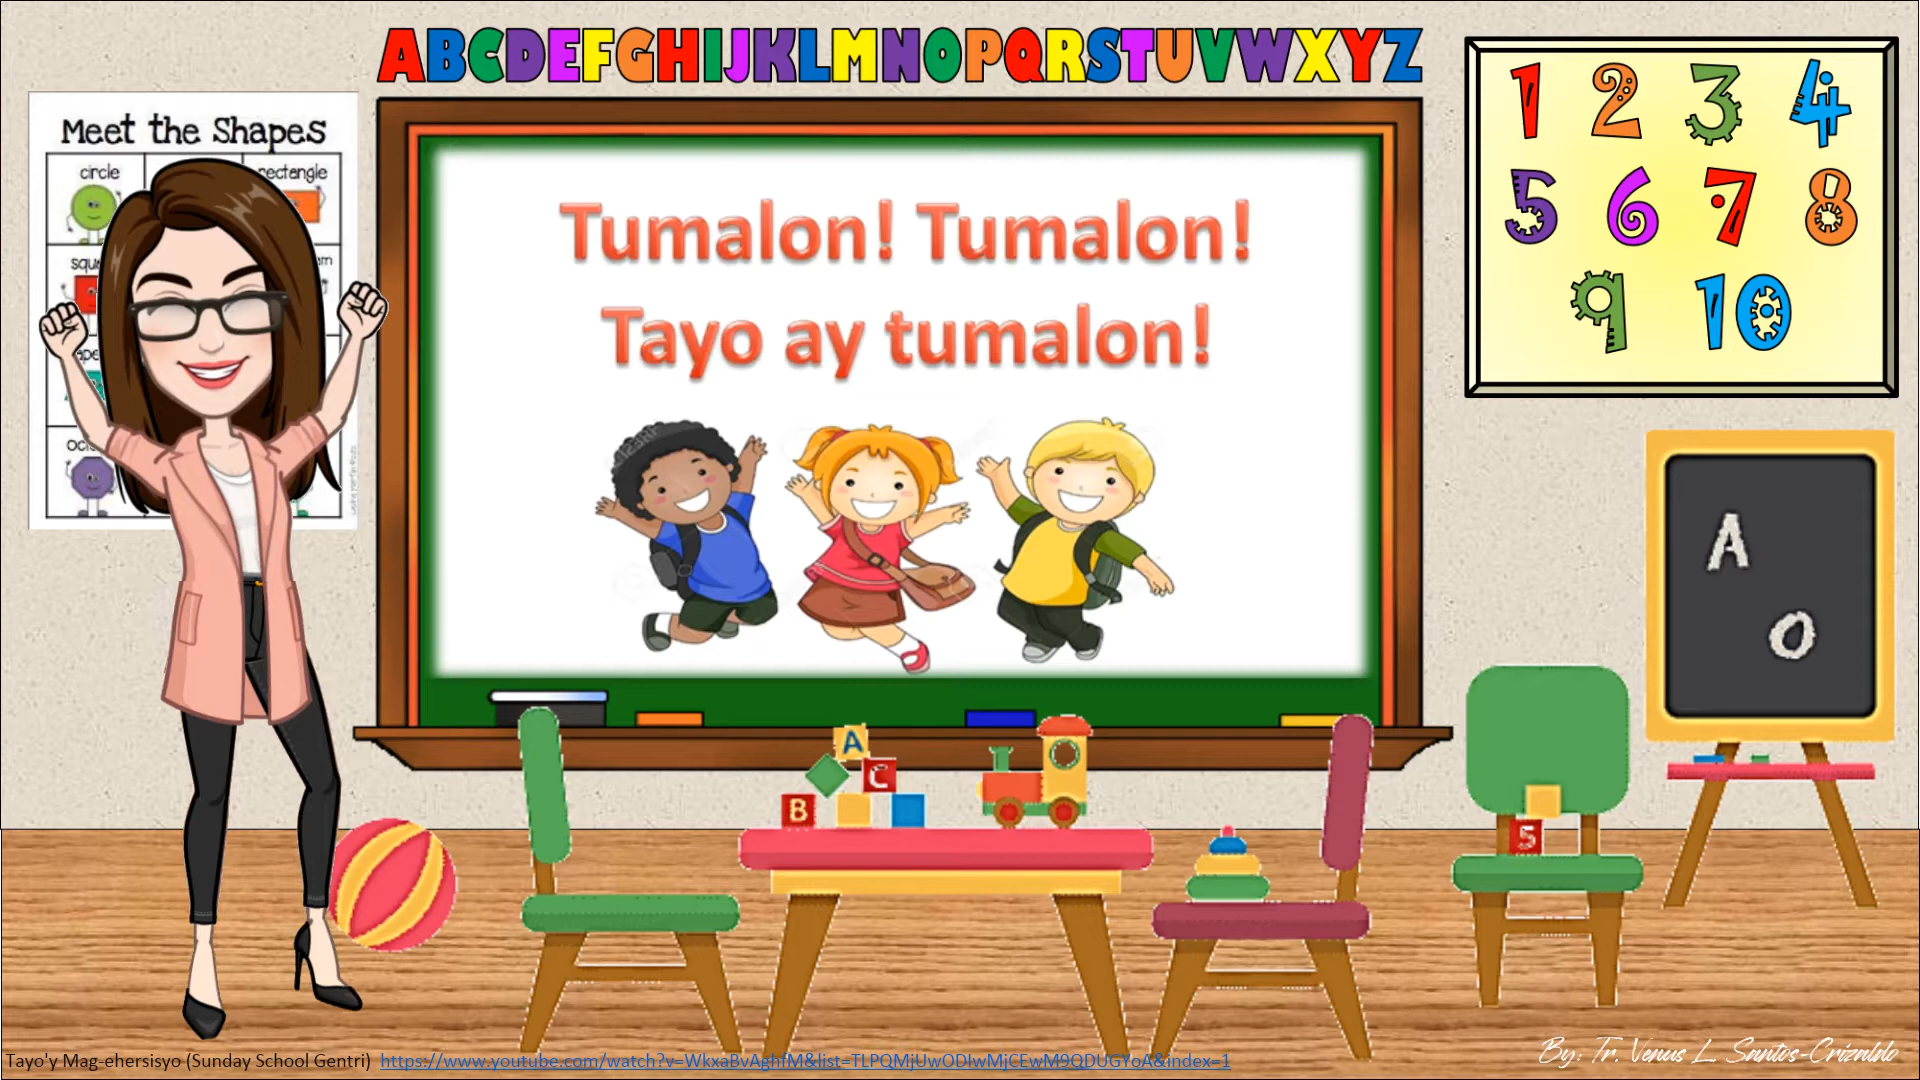 ABCDEFGHIJKLMNOPQRSTUVWXYZ
Meet the Shapes
circle
rectangle
Tumalon! Tumalon!
Tayo ay tumalon!
1 2 3 4
5 6 7 8
9 10
A
O
A
C
B
5
Tayo'y Mag-ehersisyo (Sunday School Gentri) https://www.youtube.com/watch?v=WkxaBvAghfM&list=TLPQMjUwODIwMjCEwM9QDUGYoA&index=1
By: Tr. Venus L. Santos-Crizaldo